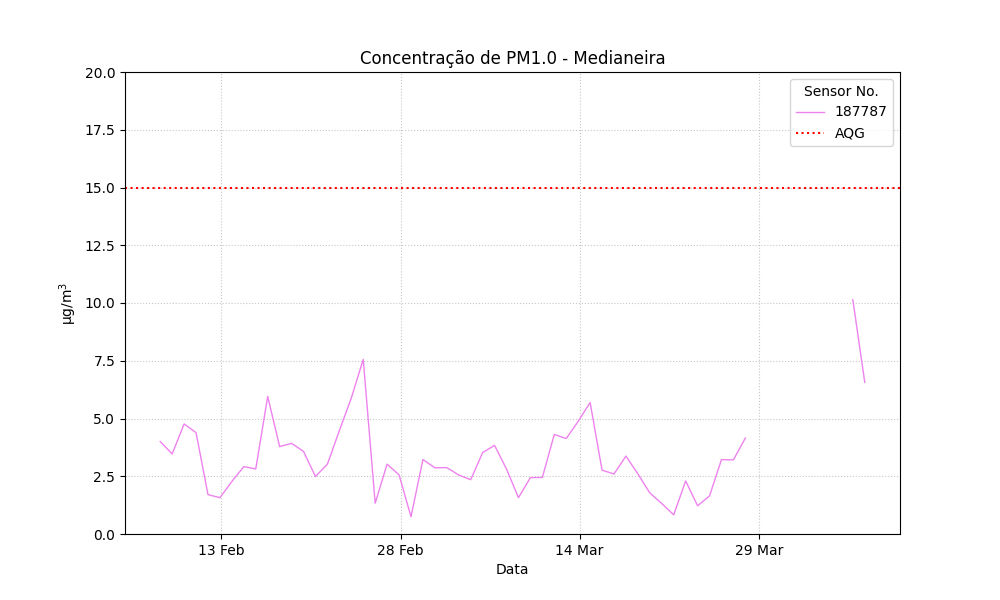 Concentração de PM1.0 - Medianeira
Sensor No.
187787
AQG
20.0
17.5
15.0
12.5
10.0
7.5
5.0
2.5
0.0
µg/m³
13 Feb
28 Feb
14 Mar
29 Mar
Data